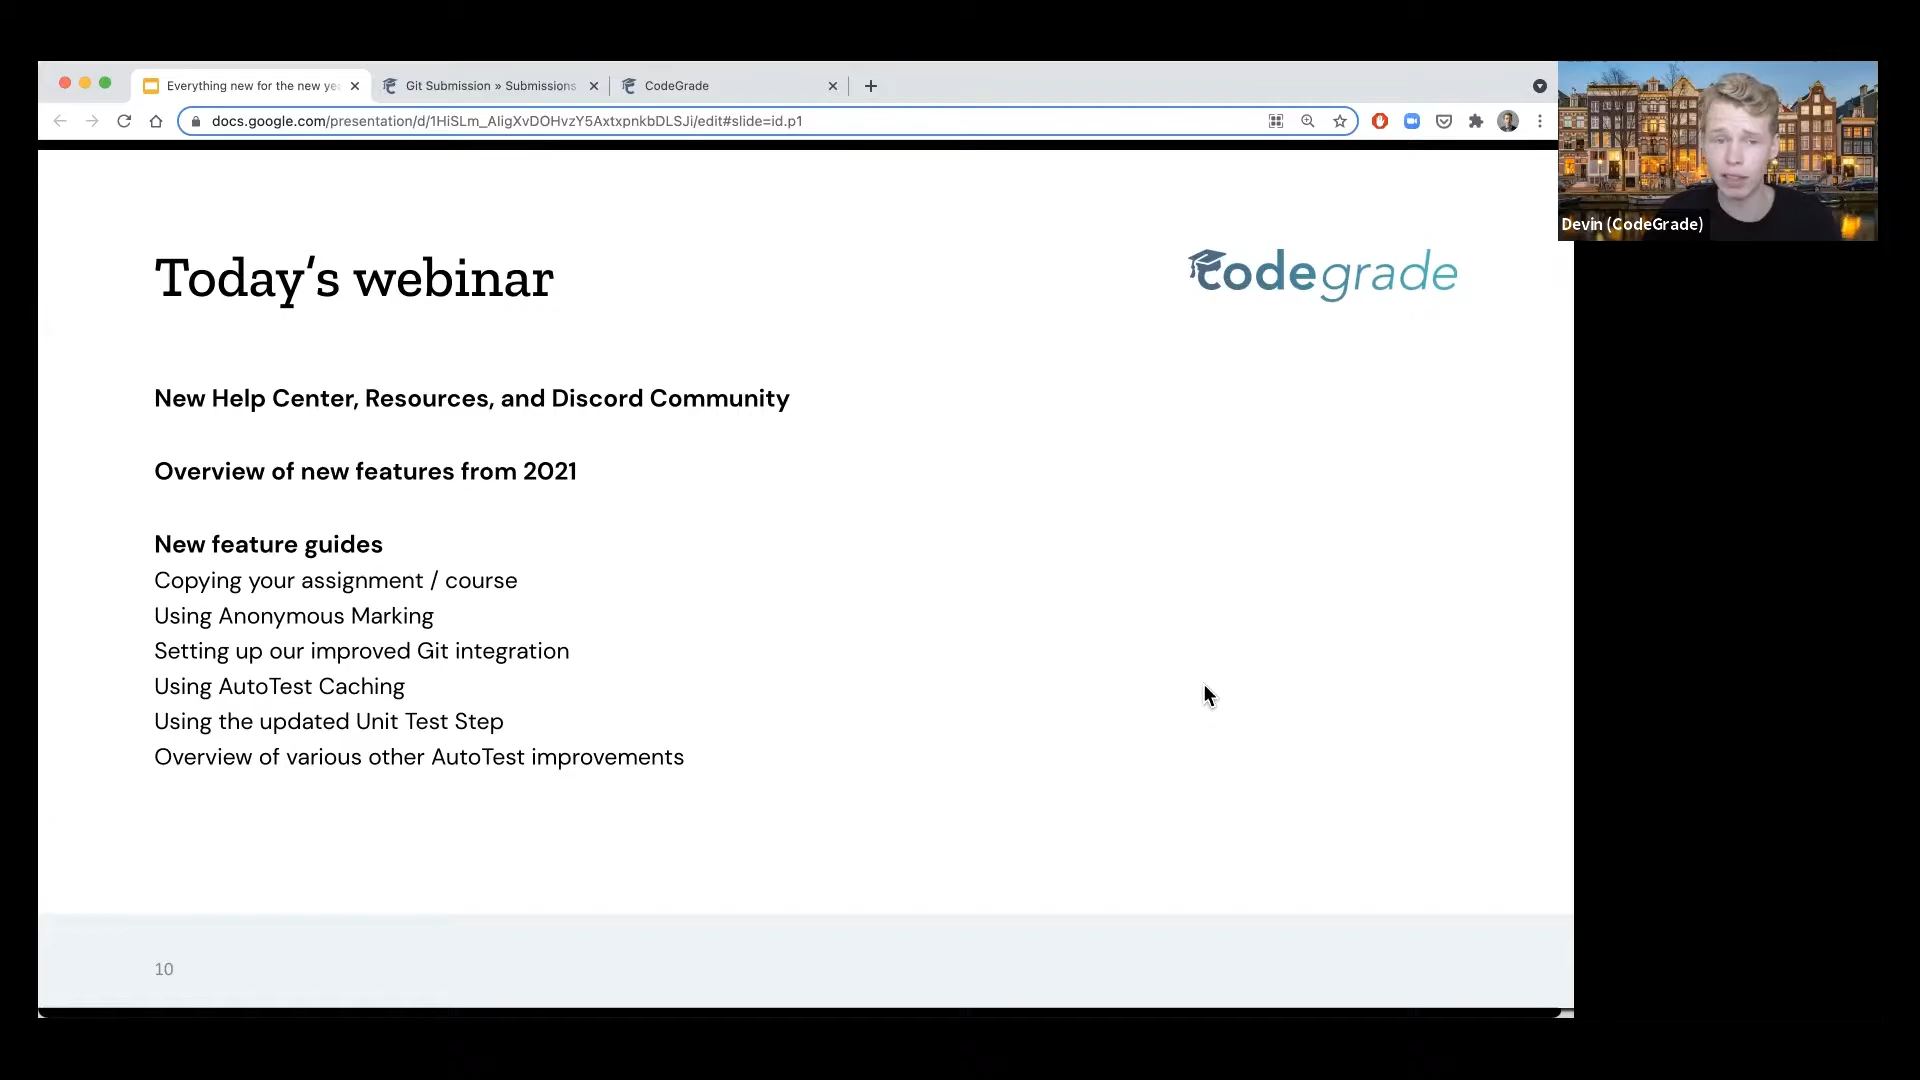 Everything new for the new ye
Git Submission » Submissions
CodeGrade
docs.google.com/presentation/d/1HiSLm_AIigXvDOHvzY5AxtxpnkbDLSJi/edit#slide=id.p1
Devin (CodeGrade)
Today's webinar
codegrade
New Help Center, Resources, and Discord Community
Overview of new features from 2021
New feature guides
Copying your assignment / course
Using Anonymous Marking
Setting up our improved Git integration
Using AutoTest Caching
Using the updated Unit Test Step
Overview of various other AutoTest improvements
10